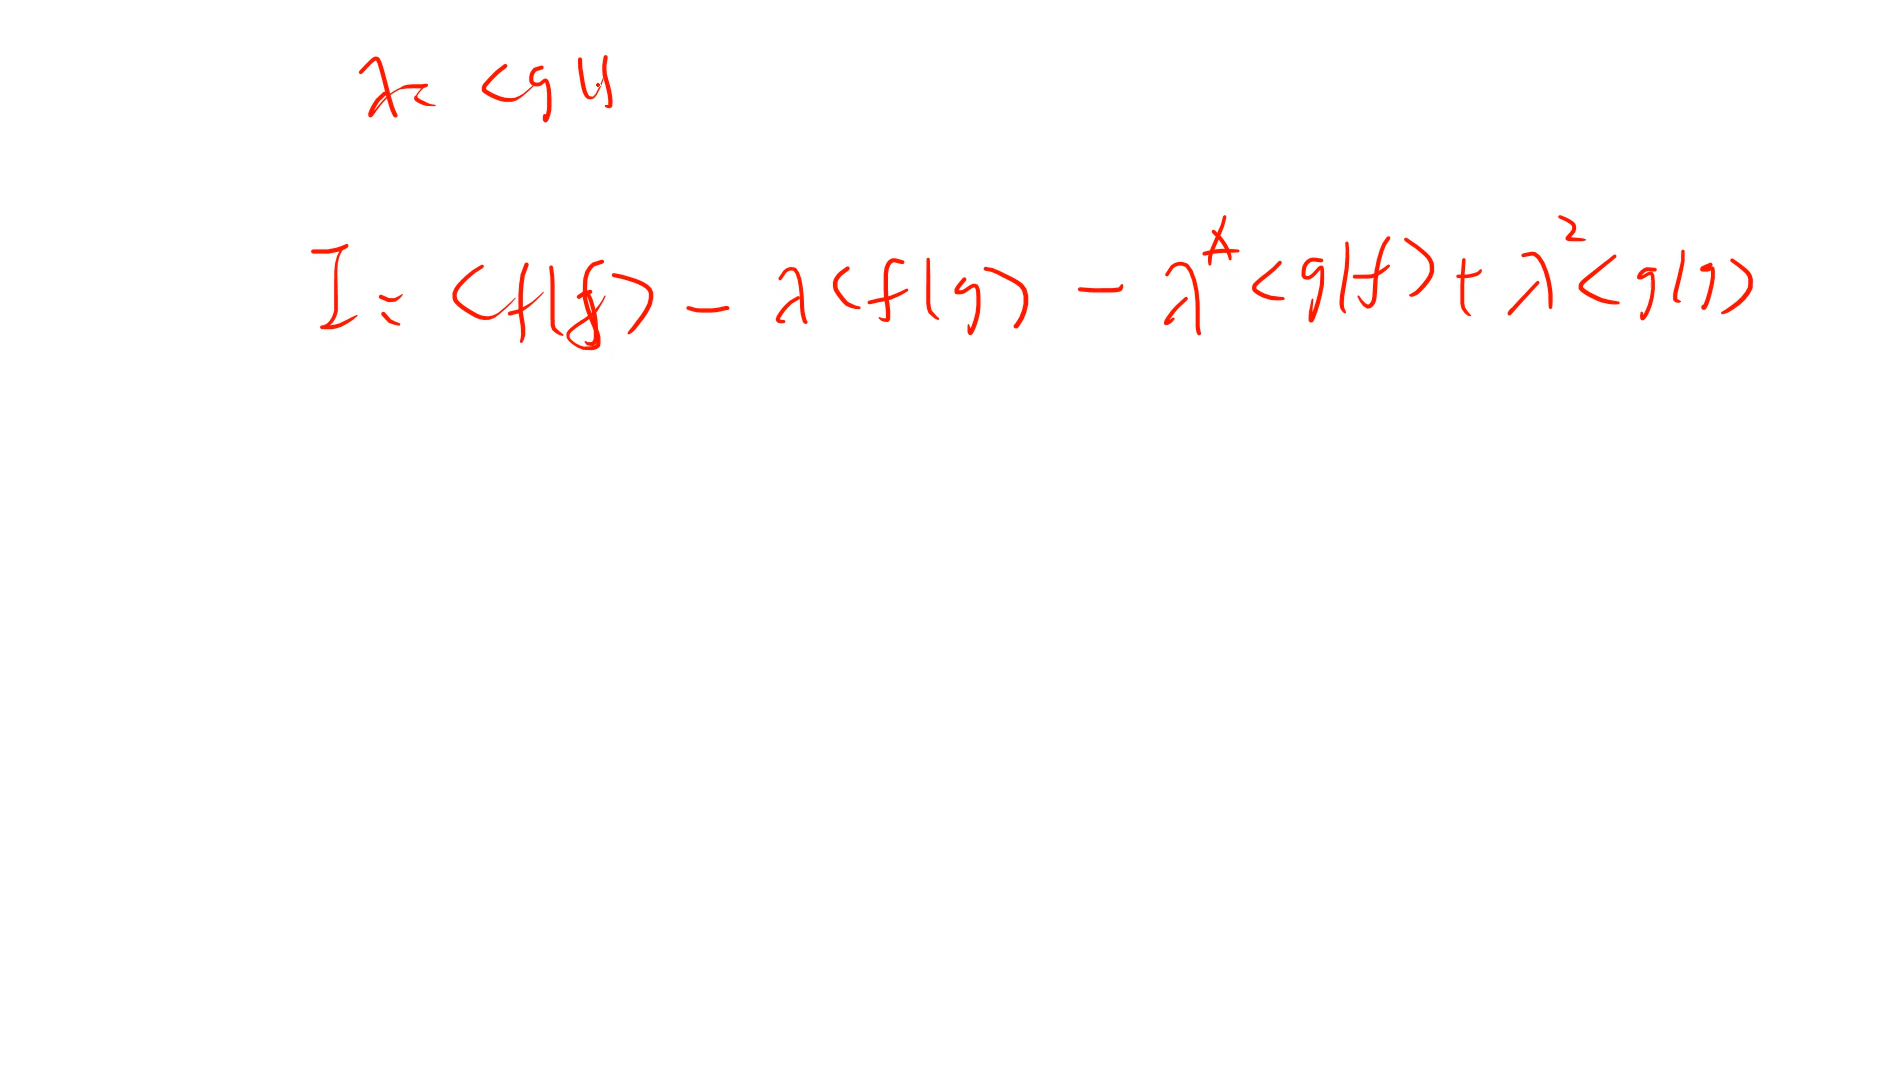 λ = <g|f
I = <f|f> - λ<f|g> - λ*<g|f> + λ²<g|g>